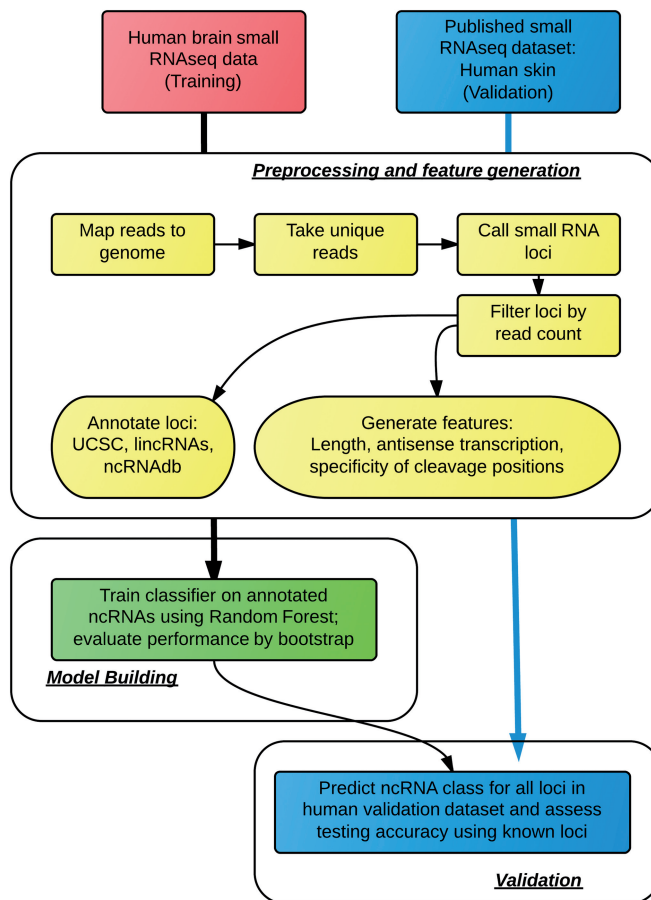 Human brain small
RNAseq data
(Training)
Published small
RNAseq dataset:
Human skin
(Validation)
Preprocessing and feature generation
Map reads to
genome
Take unique
reads
Call small RNA
loci
Filter loci by
read count
Annotate loci:
UCSC, lincRNAs,
ncRNAdb
Generate features:
Length, antisense transcription,
specificity of cleavage positions
Train classifier on annotated
ncRNAs using Random Forest;
evaluate performance by bootstrap
Model Building
Predict ncRNA class for all loci in
human validation dataset and assess
testing accuracy using known loci
Validation